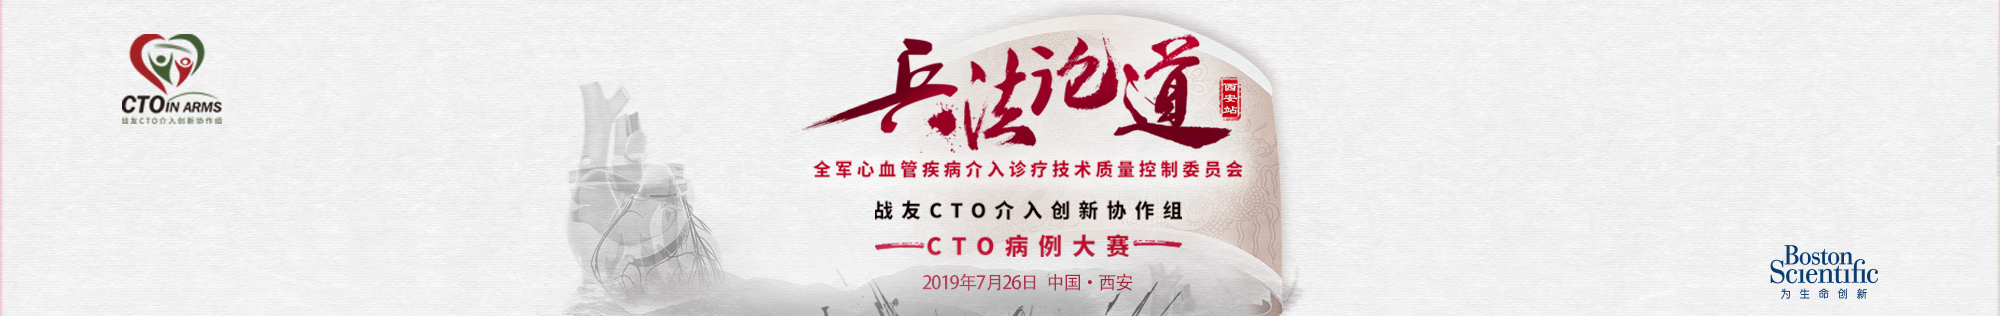 CTO IN ARMS
战友CTO介入创新协作组
兵法论道
西安站
全军心血管疾病介入诊疗技术质量控制委员会
战友CTO介入创新协作组
CTO病例大赛
2019年7月26日 中国·西安
Boston
Scientific
为生命创新